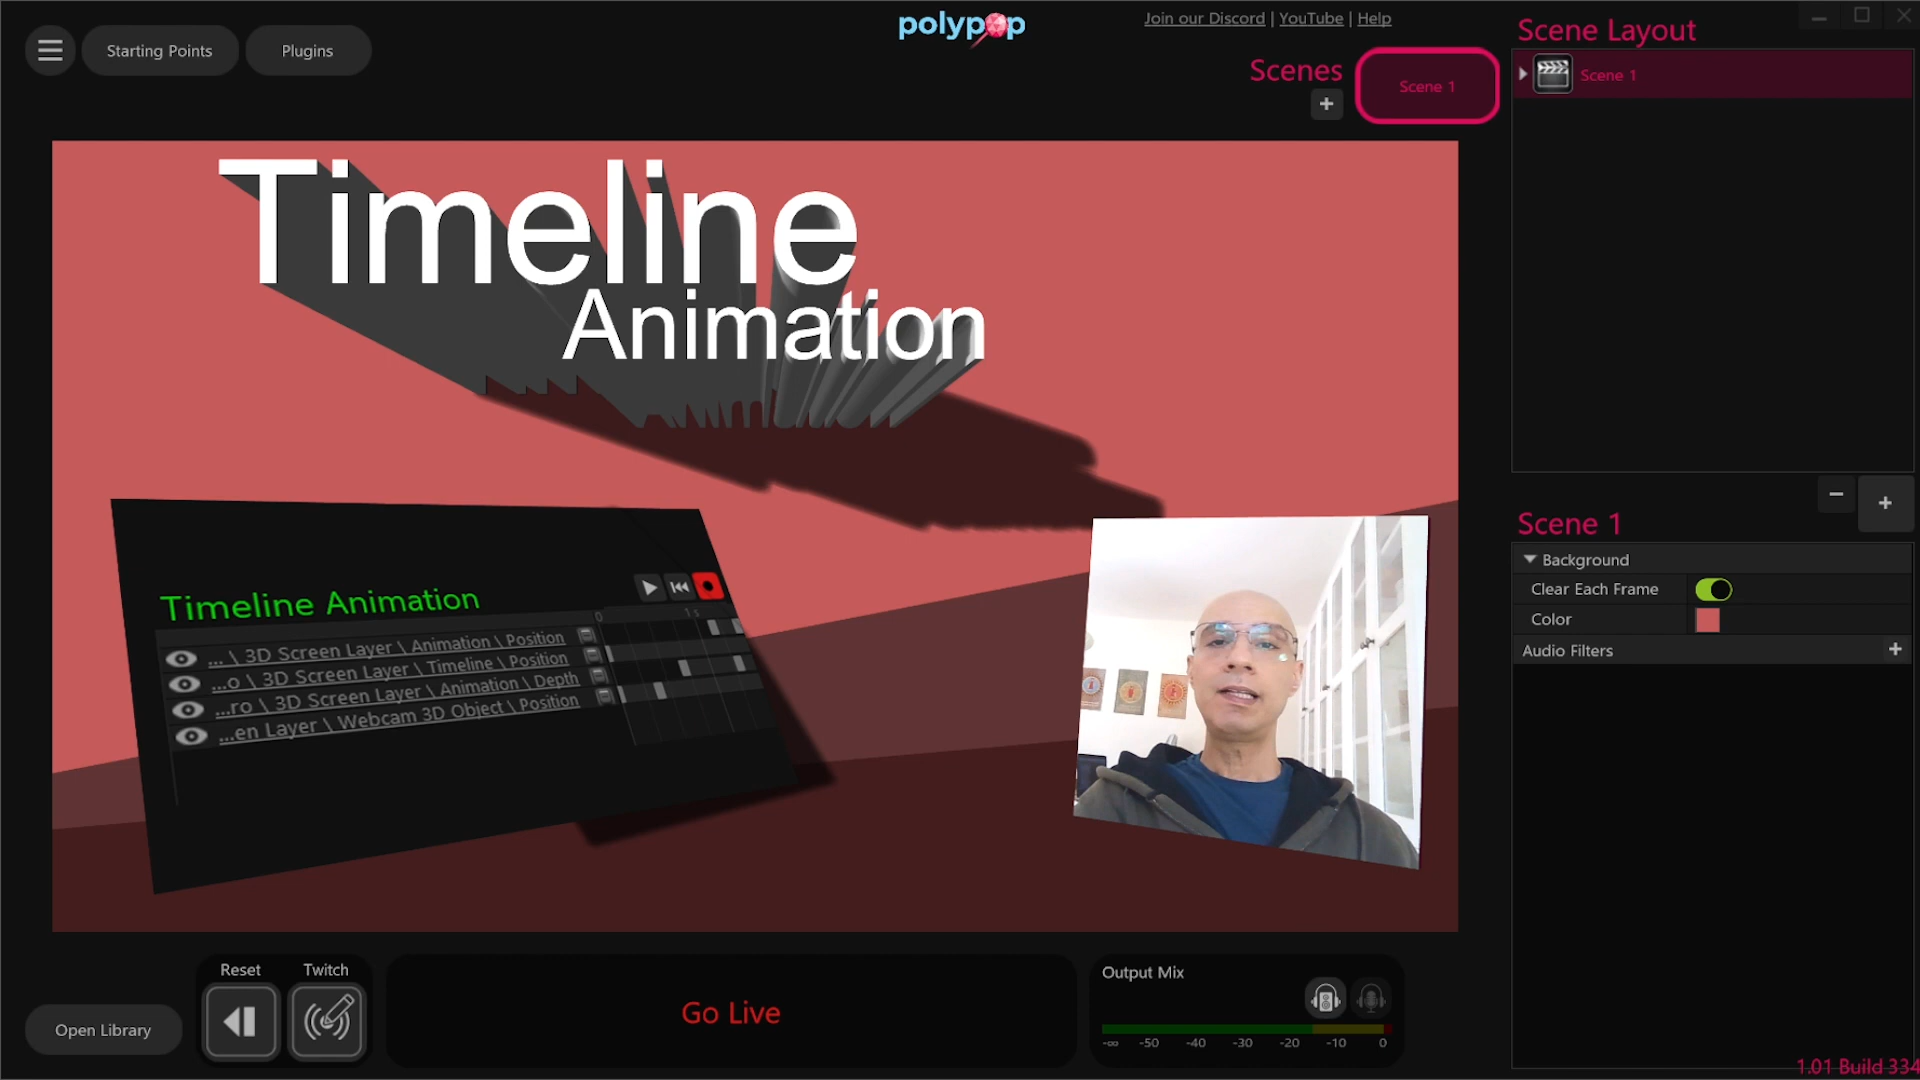 polypop
Join our Discord | YouTube | Help
Starting Points
Plugins
Scenes
+
Scene 1
Scene Layout
Scene 1
Timeline
Animation
Timeline Animation
0
1 s
... \ 3D Screen Layer \ Animation \ Position
...o \ 3D Screen Layer \ Timeline \ Position
...ro \ 3D Screen Layer \ Animation \ Depth
...en Layer \ Webcam 3D Object \ Position
Scene 1
Background
Clear Each Frame
Color
Audio Filters
Reset
Twitch
Open Library
Go Live
Output Mix
-∞ -50 -40 -30 -20 -10 0
1.01 Build 334